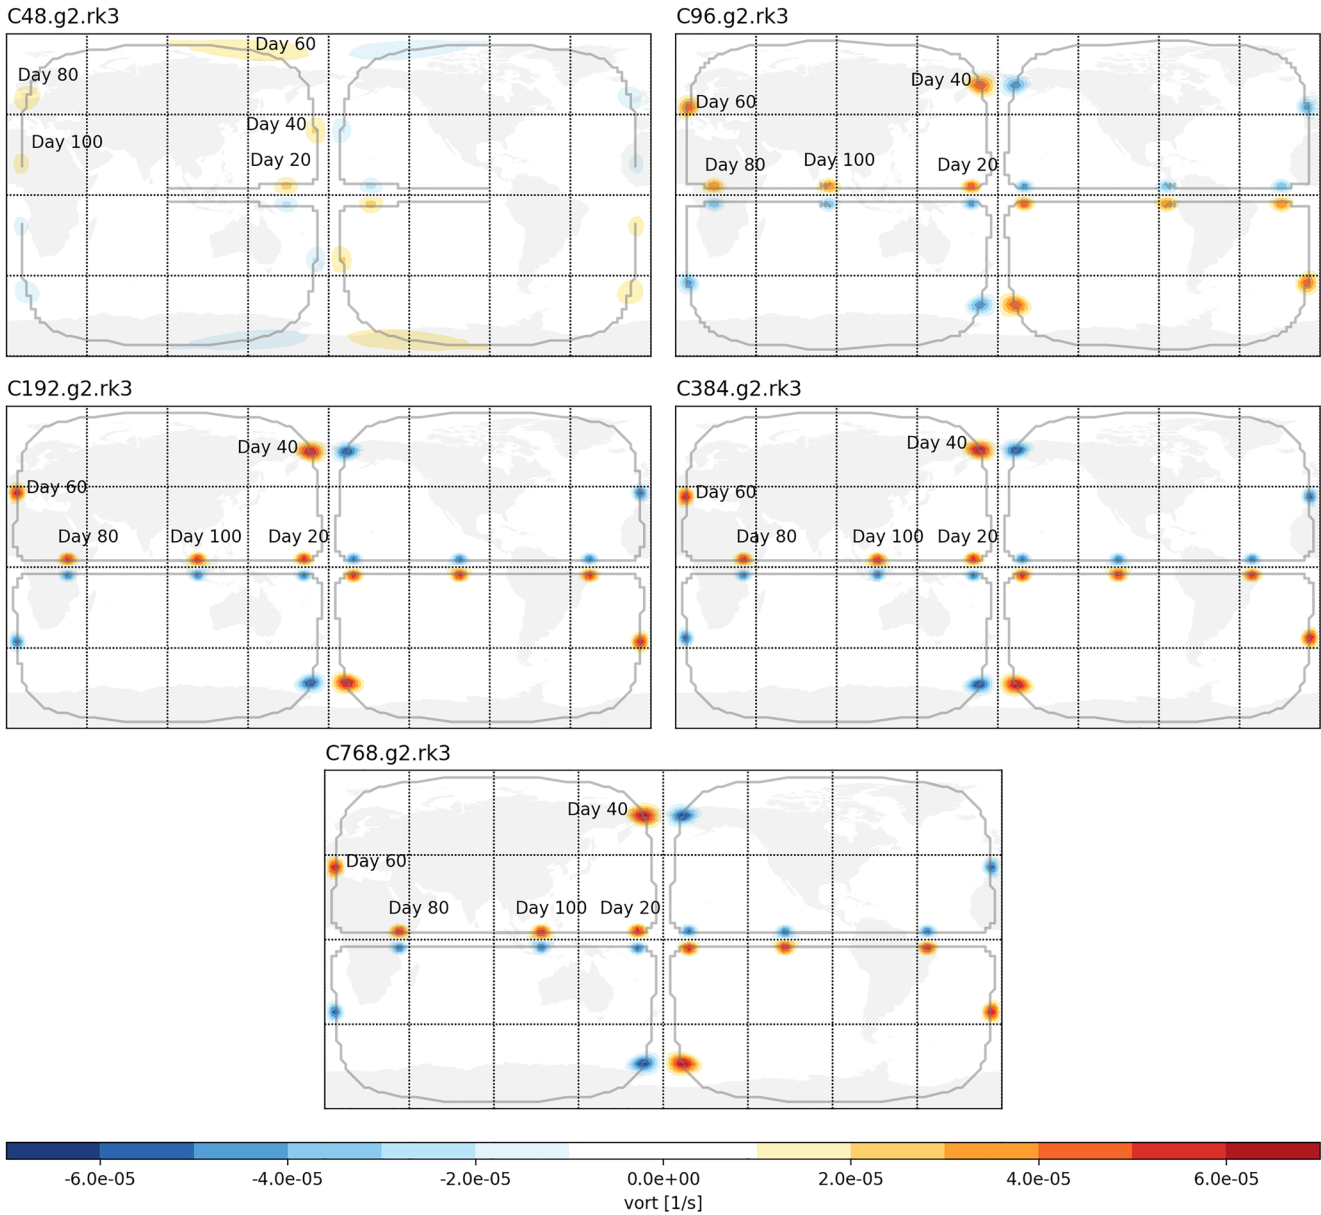 C48.g2.rk3
C96.g2.rk3
Day 60
Day 80
Day 40
Day 100
Day 20
Day 40
Day 60
Day 80
Day 100
Day 20
C192.g2.rk3
C384.g2.rk3
Day 40
Day 60
Day 80
Day 100
Day 20
Day 40
Day 60
Day 80
Day 100
Day 20
C768.g2.rk3
Day 40
Day 60
Day 80
Day 100
Day 20
-6.0e-05
-4.0e-05
-2.0e-05
0.0e+00
2.0e-05
4.0e-05
6.0e-05
vort [1/s]